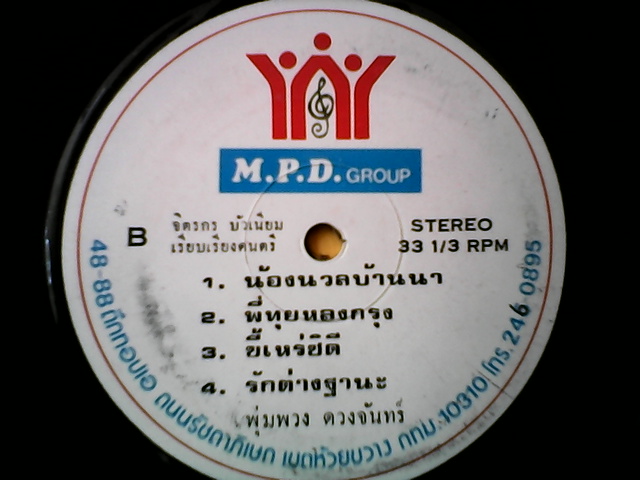 M.P.D. GROUP
B
จิตรกร บัวเนียม
เรียบเรียงดนตรี
STEREO
33 1/3 RPM
1. น้องนวลบ้านนา
2. พี่ทุยหลงกรุง
3. ขี้เหร่ซิดี
4. รักต่างฐานะ
พุ่มพวง ดวงจันทร์
48-88 ตึกทอปเอ ถนนรัชดาภิเษก เขตห้วยขวาง กทม. 10310 โทร. 246 0895